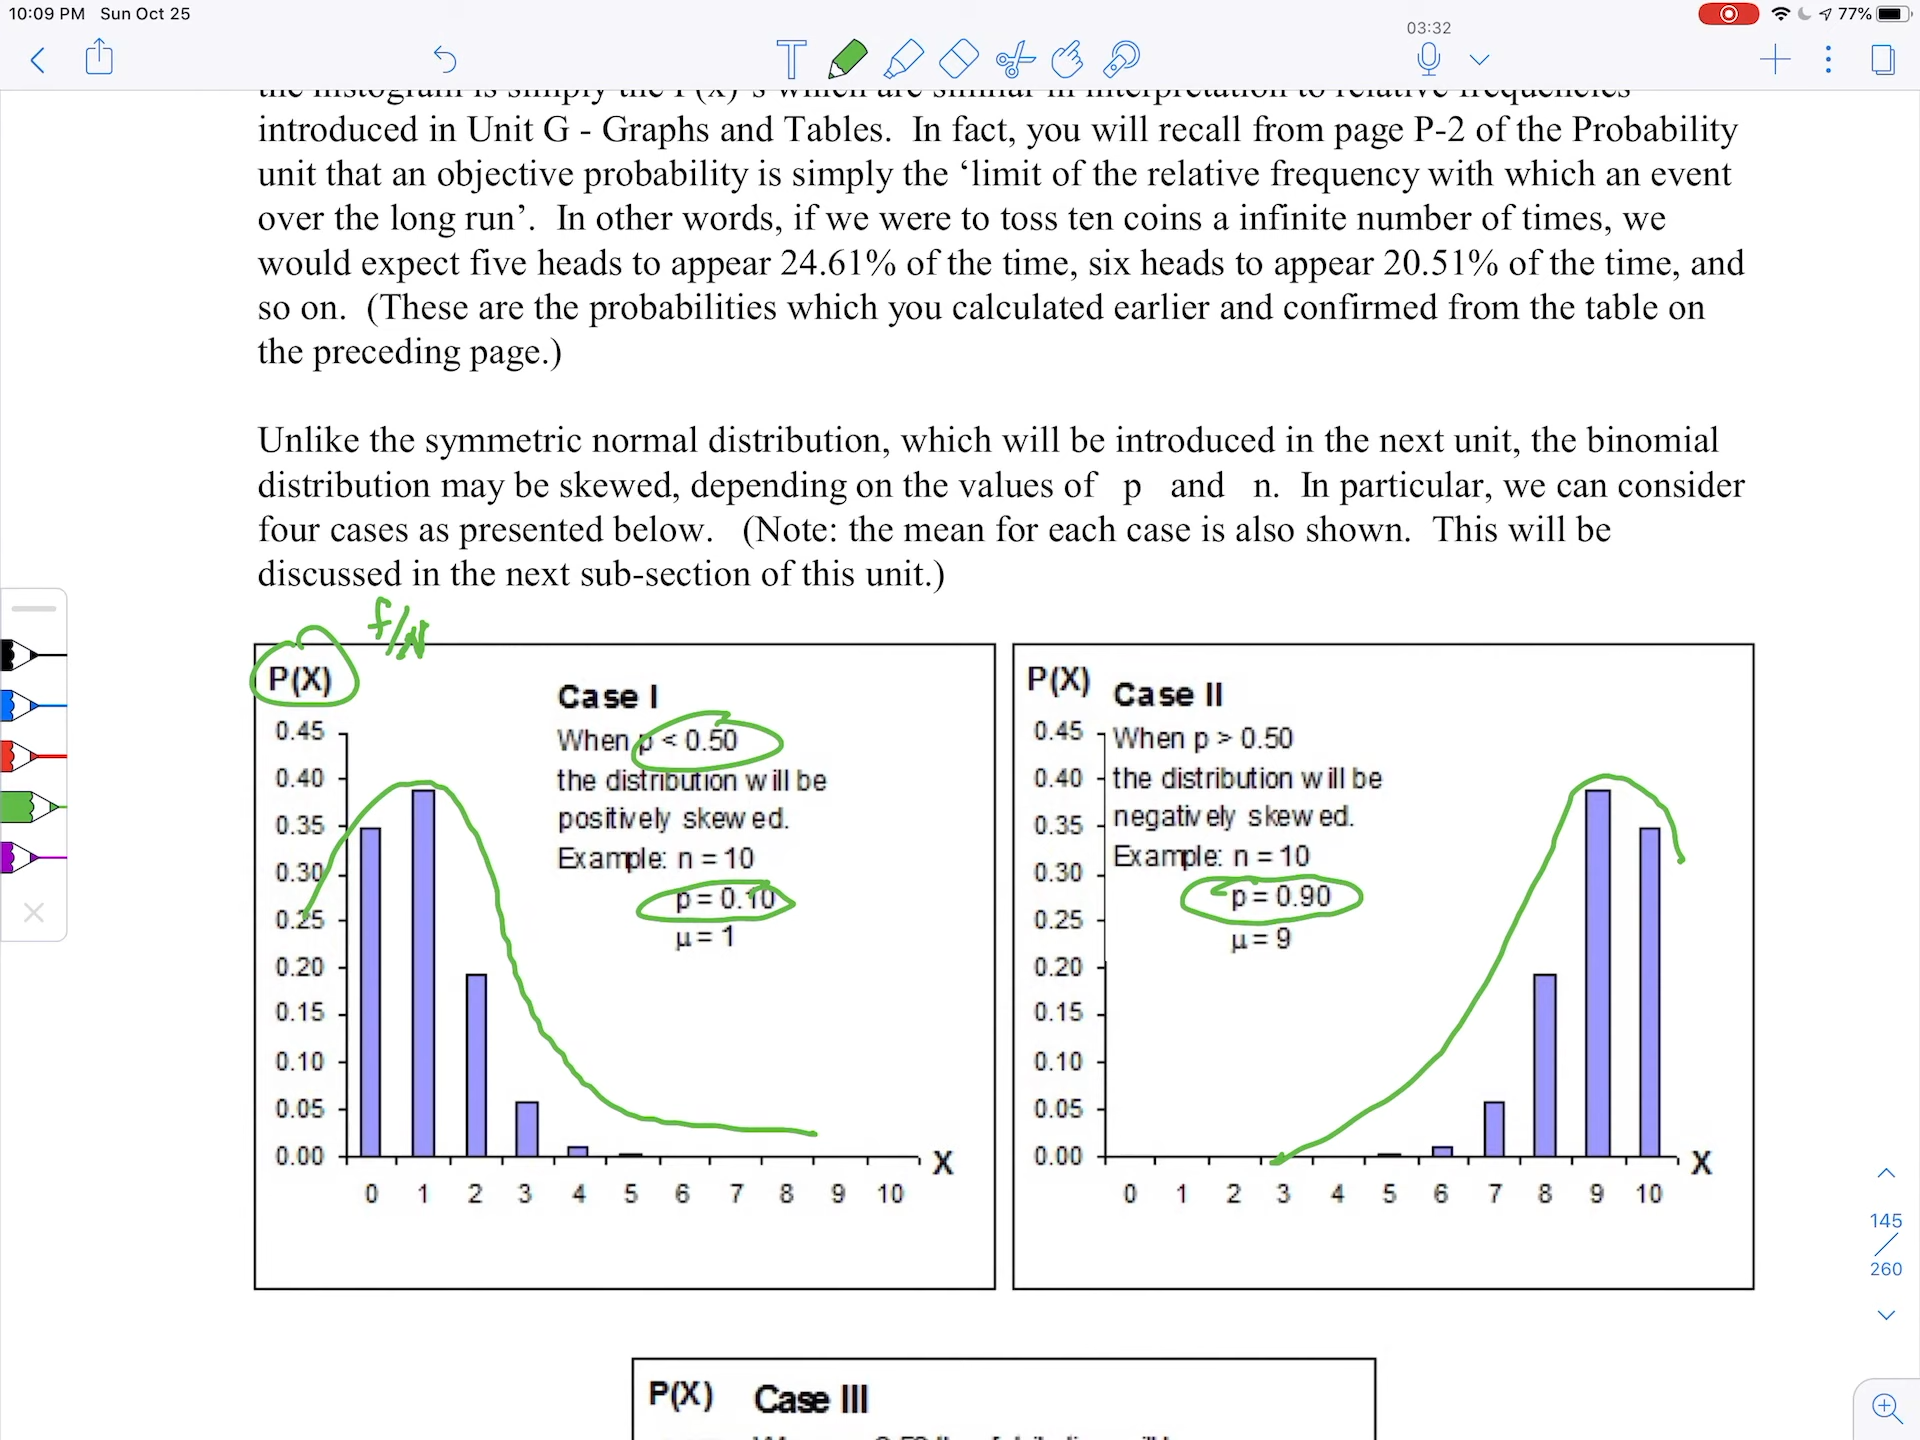 10:09 PM Sun Oct 25
77%
03:32
the histogram is simply the P(x)'s which are similar in interpretation to relative frequencies
introduced in Unit G - Graphs and Tables. In fact, you will recall from page P-2 of the Probability
unit that an objective probability is simply the ‘limit of the relative frequency with which an event
over the long run’. In other words, if we were to toss ten coins a infinite number of times, we
would expect five heads to appear 24.61% of the time, six heads to appear 20.51% of the time, and
so on. (These are the probabilities which you calculated earlier and confirmed from the table on
the preceding page.)
Unlike the symmetric normal distribution, which will be introduced in the next unit, the binomial
distribution may be skewed, depending on the values of p and n. In particular, we can consider
four cases as presented below. (Note: the mean for each case is also shown. This will be
discussed in the next sub-section of this unit.)
f/N
P(X)
Case I
When p < 0.50
the distribution will be
positively skewed.
Example: n = 10
p = 0.10
µ = 1
0.45
0.40
0.35
0.30
0.25
0.20
0.15
0.10
0.05
0.00
X
0 1 2 3 4 5 6 7 8 9 10
P(X)
Case II
When p > 0.50
the distribution will be
negatively skewed.
Example: n = 10
p = 0.90
µ = 9
0.45
0.40
0.35
0.30
0.25
0.20
0.15
0.10
0.05
0.00
X
0 1 2 3 4 5 6 7 8 9 10
145
/
260
P(X) Case III